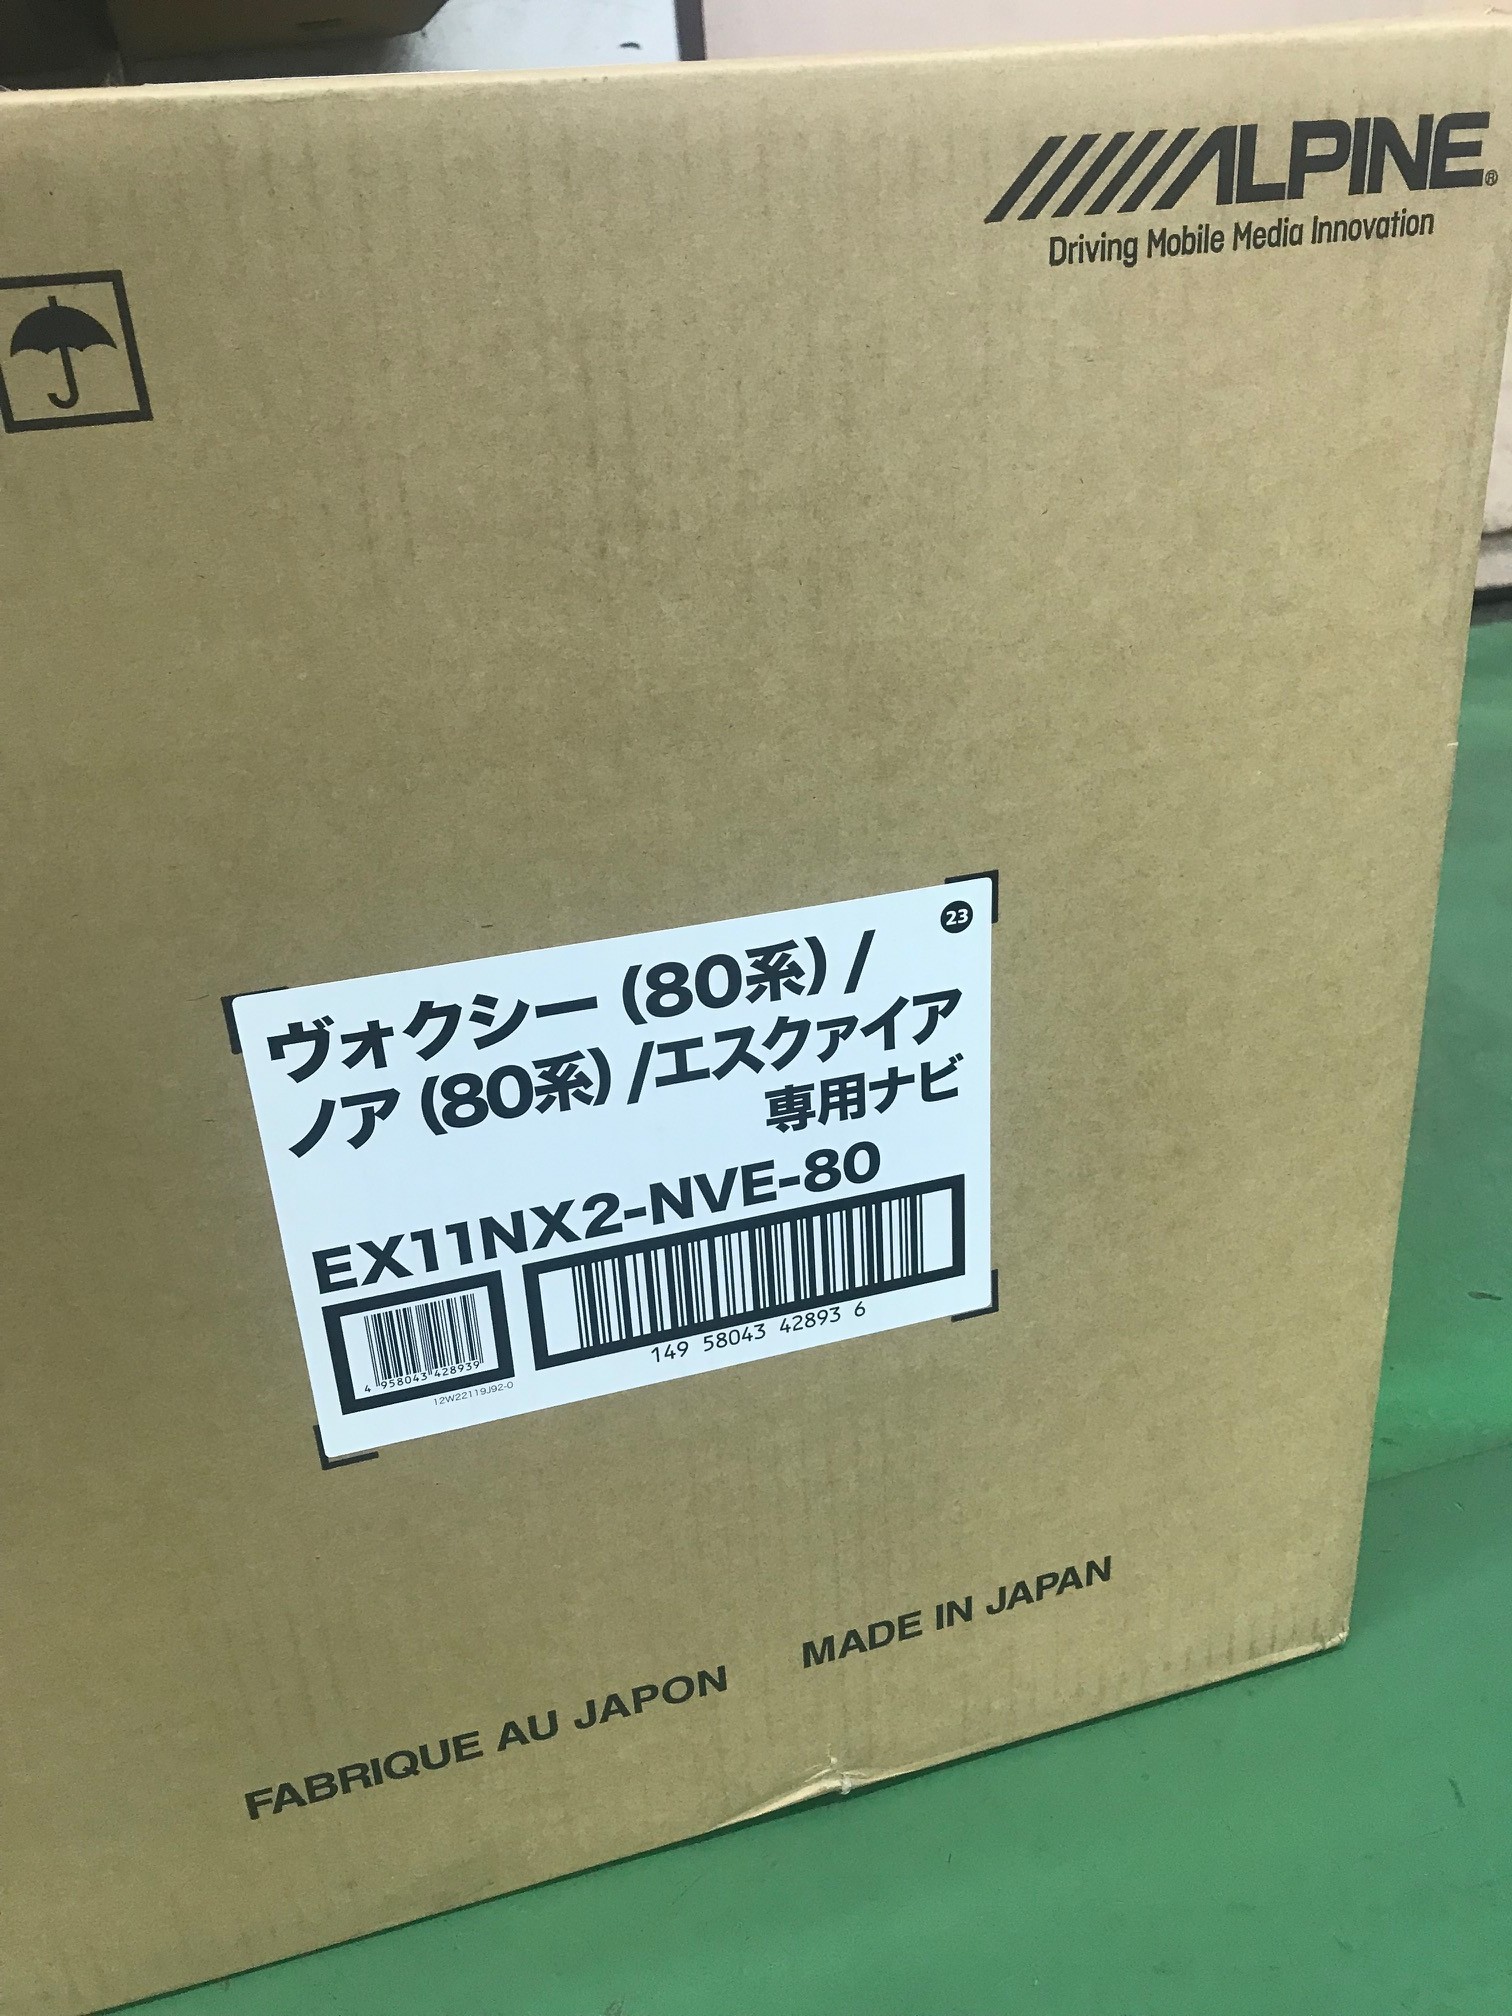 ALPINE®
Driving Mobile Media Innovation
23
ヴォクシー(80系)/
ノア(80系)/エスクァイア
専用ナビ
EX11NX2-NVE-80
4 958043 428939
149 58043 42893 6
12W22119J92-0
FABRIQUE AU JAPON MADE IN JAPAN